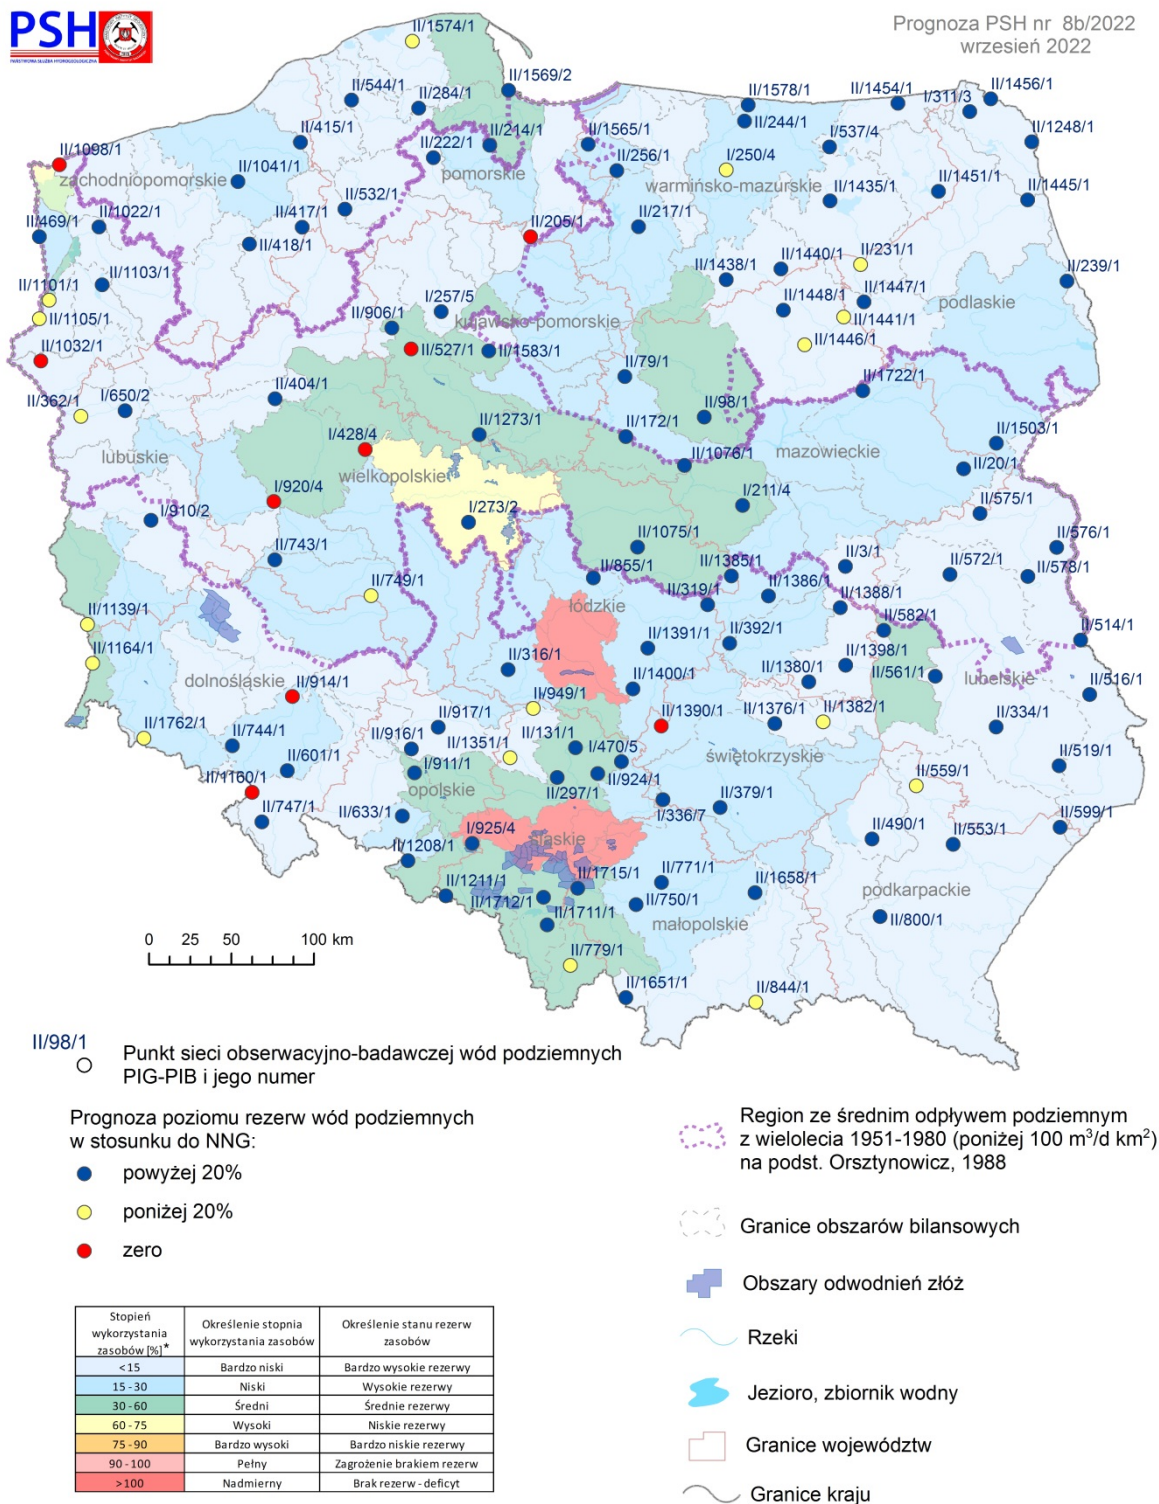 PSH
PAŃSTWOWA SŁUŻBA HYDROGEOLOGICZNA
Prognoza PSH nr 8b/2022
wrzesień 2022
II/1574/1
II/1569/2
II/544/1
II/284/1
II/1578/1
II/1454/1
I/311/3
II/1456/1
II/415/1
II/214/1
II/1565/1
II/244/1
I/537/4
II/1248/1
II/1098/1
II/1041/1
II/222/1
II/256/1
I/250/4
zachodniopomorskie
pomorskie
warmińsko-mazurskie
II/1435/1
II/1451/1
II/1445/1
II/532/1
II/469/1
II/1022/1
II/417/1
II/418/1
II/205/1
II/217/1
II/1440/1
II/231/1
II/1438/1
II/239/1
II/1103/1
II/1101/1
II/1105/1
I/257/5
II/906/1
kujawsko-pomorskie
II/1448/1
II/1447/1
II/1441/1
podlaskie
II/1446/1
II/1032/1
II/527/1
II/1583/1
II/79/1
II/1722/1
II/362/1
I/650/2
II/404/1
II/1273/1
II/172/1
II/98/1
I/428/4
lubuskie
wielkopolskie
II/1076/1
mazowieckie
II/1503/1
II/20/1
I/920/4
I/910/2
I/273/2
I/211/4
II/575/1
II/743/1
II/1075/1
II/576/1
II/855/1
II/1385/1
II/3/1
II/572/1
II/578/1
II/749/1
II/319/1
II/1386/1
II/1388/1
łódzkie
II/1139/1
II/582/1
II/1391/1
II/392/1
II/514/1
II/1164/1
II/316/1
II/1398/1
II/1380/1
II/561/1
lubelskie
dolnośląskie
II/914/1
II/1400/1
II/516/1
II/949/1
II/1390/1
II/1376/1
II/1382/1
II/334/1
II/1762/1
II/744/1
II/917/1
II/916/1
II/1351/1
II/131/1
I/470/5
świętokrzyskie
II/519/1
II/601/1
I/911/1
II/924/1
II/1160/1
opolskie
II/297/1
II/559/1
II/747/1
II/633/1
I/336/7
II/379/1
II/599/1
I/925/4
śląskie
II/490/1
II/553/1
II/1208/1
II/771/1
II/1715/1
II/1211/1
II/1712/1
II/750/1
II/1658/1
podkarpackie
II/1711/1
małopolskie
II/800/1
II/779/1
II/1651/1
II/844/1
0 25 50 100 km
II/98/1
Punkt sieci obserwacyjno-badawczej wód podziemnych
PIG-PIB i jego numer
Prognoza poziomu rezerw wód podziemnych
w stosunku do NNG:
powyżej 20%
poniżej 20%
zero
Stopień wykorzystania zasobów [%]* Określenie stopnia wykorzystania zasobów Określenie stanu rezerw zasobów
<15 Bardzo niski Bardzo wysokie rezerwy
15 - 30 Niski Wysokie rezerwy
30 - 60 Średni Średnie rezerwy
60 - 75 Wysoki Niskie rezerwy
75 - 90 Bardzo wysoki Bardzo niskie rezerwy
90 - 100 Pełny Zagrożenie brakiem rezerw
>100 Nadmierny Brak rezerw - deficyt
Region ze średnim odpływem podziemnym
z wielolecia 1951-1980 (poniżej 100 m³/d km²)
na podst. Orsztynowicz, 1988
Granice obszarów bilansowych
Obszary odwodnień złóż
Rzeki
Jezioro, zbiornik wodny
Granice województw
Granice kraju